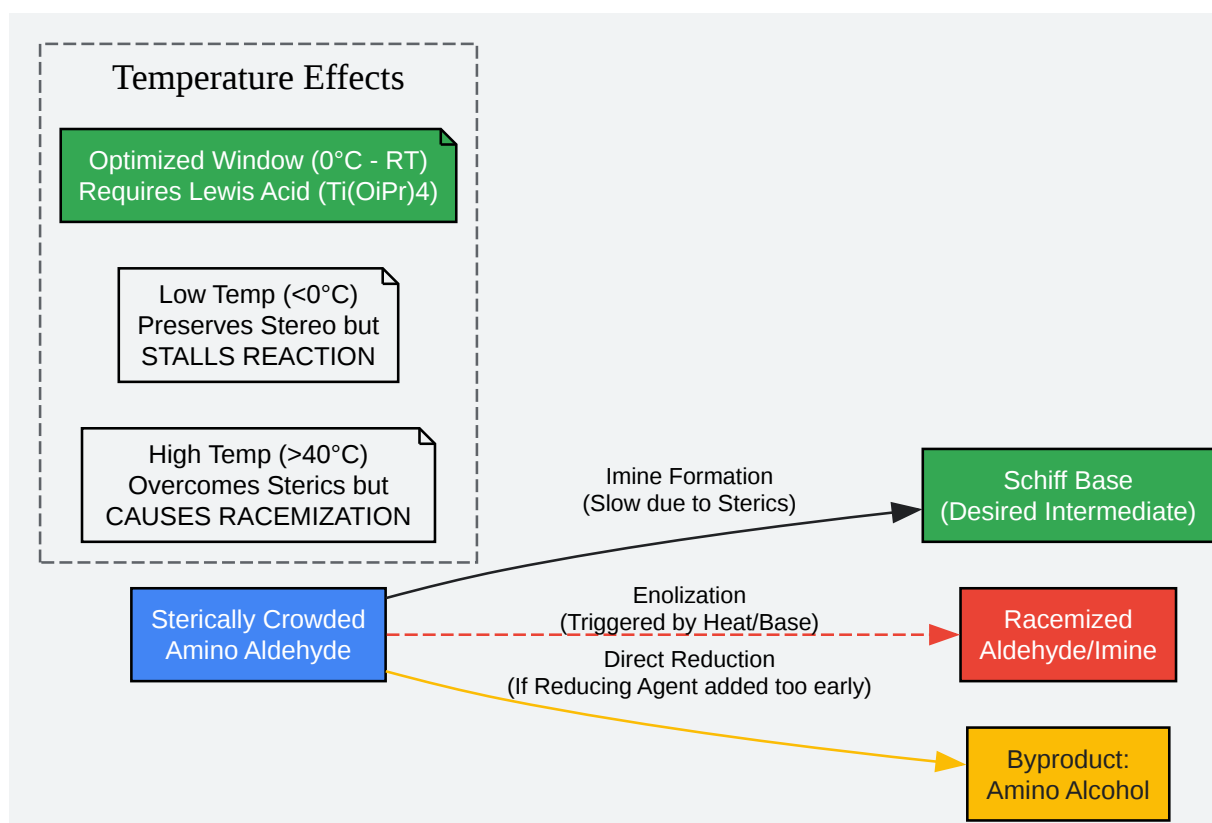 Temperature Effects
Optimized Window (0°C - RT)
Requires Lewis Acid (Ti(OiPr)4)
Low Temp (<0°C)
Preserves Stereo but
STALLS REACTION
High Temp (>40°C)
Overcomes Sterics but
CAUSES RACEMIZATION
Sterically Crowded
Amino Aldehyde
Imine Formation
(Slow due to Sterics)
Schiff Base
(Desired Intermediate)
Enolization
(Triggered by Heat/Base)
Racemized
Aldehyde/Imine
Direct Reduction
(If Reducing Agent added too early)
Byproduct:
Amino Alcohol